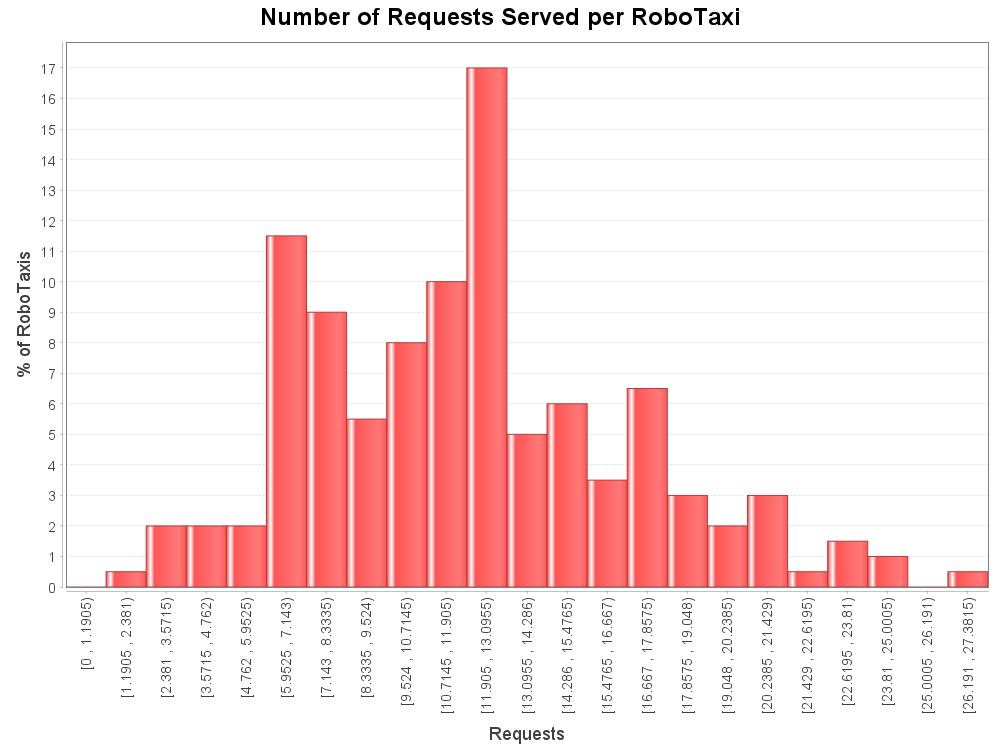 Number of Requests Served per RoboTaxi
% of RoboTaxis
17
16
15
14
13
12
11
10
9
8
7
6
5
4
3
2
1
0
[0 , 1.1905)
[1.1905 , 2.381)
[2.381 , 3.5715)
[3.5715 , 4.762)
[4.762 , 5.9525)
[5.9525 , 7.143)
[7.143 , 8.3335)
[8.3335 , 9.524)
[9.524 , 10.7145)
[10.7145 , 11.905)
[11.905 , 13.0955)
[13.0955 , 14.286)
[14.286 , 15.4765)
[15.4765 , 16.667)
[16.667 , 17.8575)
[17.8575 , 19.048)
[19.048 , 20.2385)
[20.2385 , 21.429)
[21.429 , 22.6195)
[22.6195 , 23.81)
[23.81 , 25.0005)
[25.0005 , 26.191)
[26.191 , 27.3815)
Requests